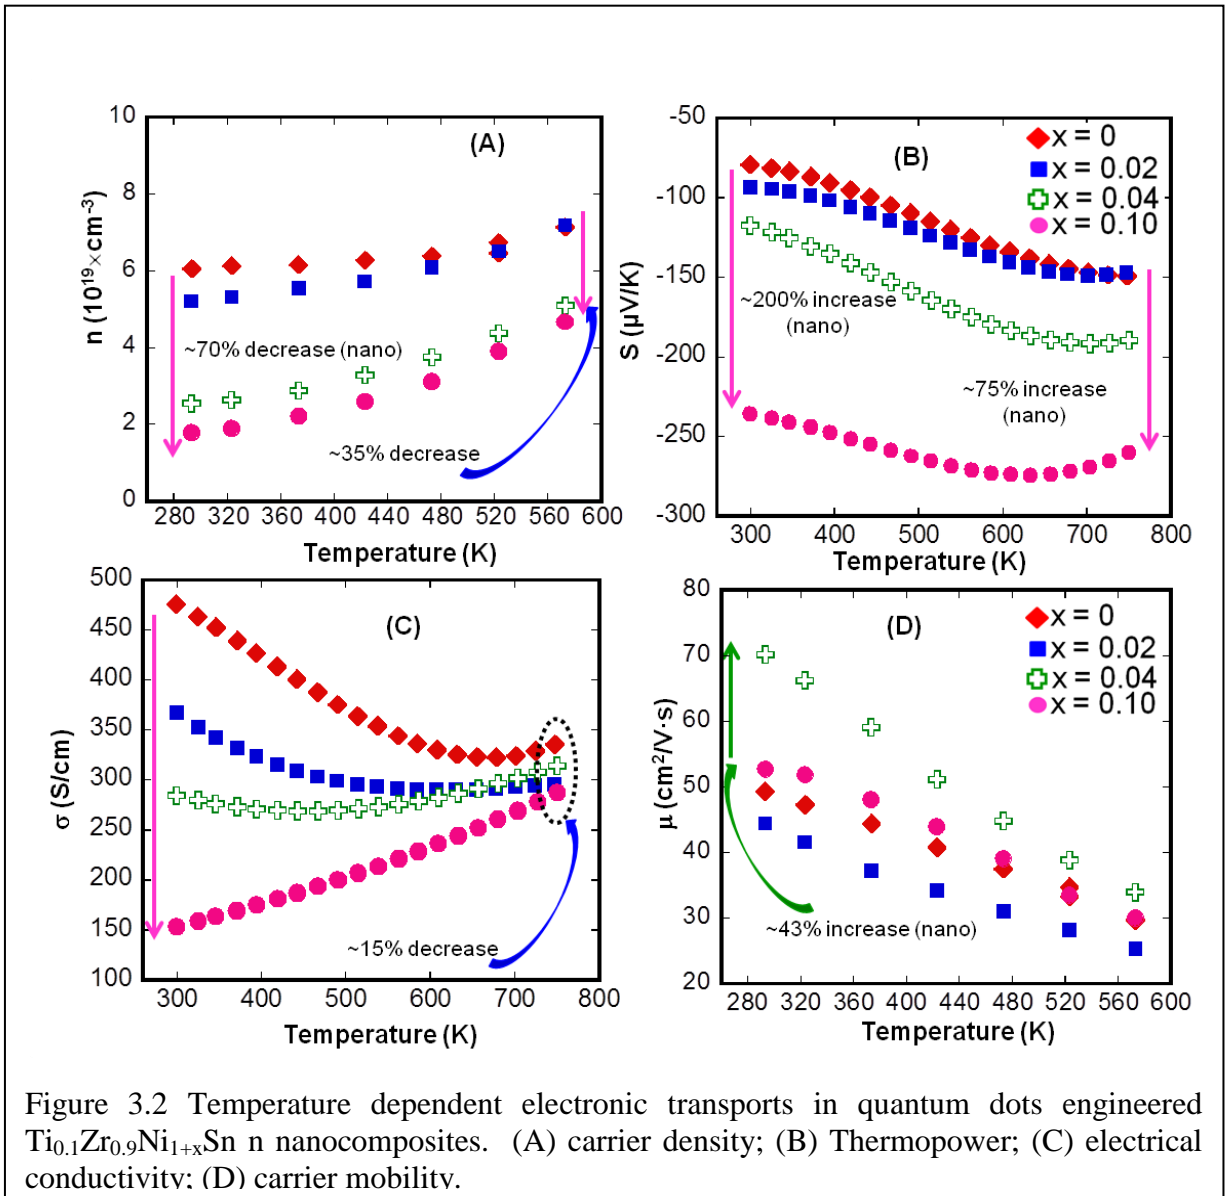 10
8
6
4
2
0
n (10¹⁹×cm⁻³)
(A)
~70% decrease (nano)
~35% decrease
280 320 360 400 440 480 520 560 600
Temperature (K)
-50
-100
-150
-200
-250
-300
S (µV/K)
(B)
x = 0
x = 0.02
x = 0.04
x = 0.10
~200% increase
(nano)
~75% increase
(nano)
300 400 500 600 700 800
Temperature (K)
500
450
400
350
300
250
200
150
100
σ (S/cm)
(C)
~15% decrease
300 400 500 600 700 800
Temperature (K)
80
70
60
50
40
30
20
µ (cm²/V·s)
(D)
x = 0
x = 0.02
x = 0.04
x = 0.10
~43% increase (nano)
280 320 360 400 440 480 520 560 600
Temperature (K)
Figure 3.2 Temperature dependent electronic transports in quantum dots engineered
Ti₀.₁Zr₀.₉Ni₁₊ₓSn n nanocomposites. (A) carrier density; (B) Thermopower; (C) electrical
conductivity; (D) carrier mobility.